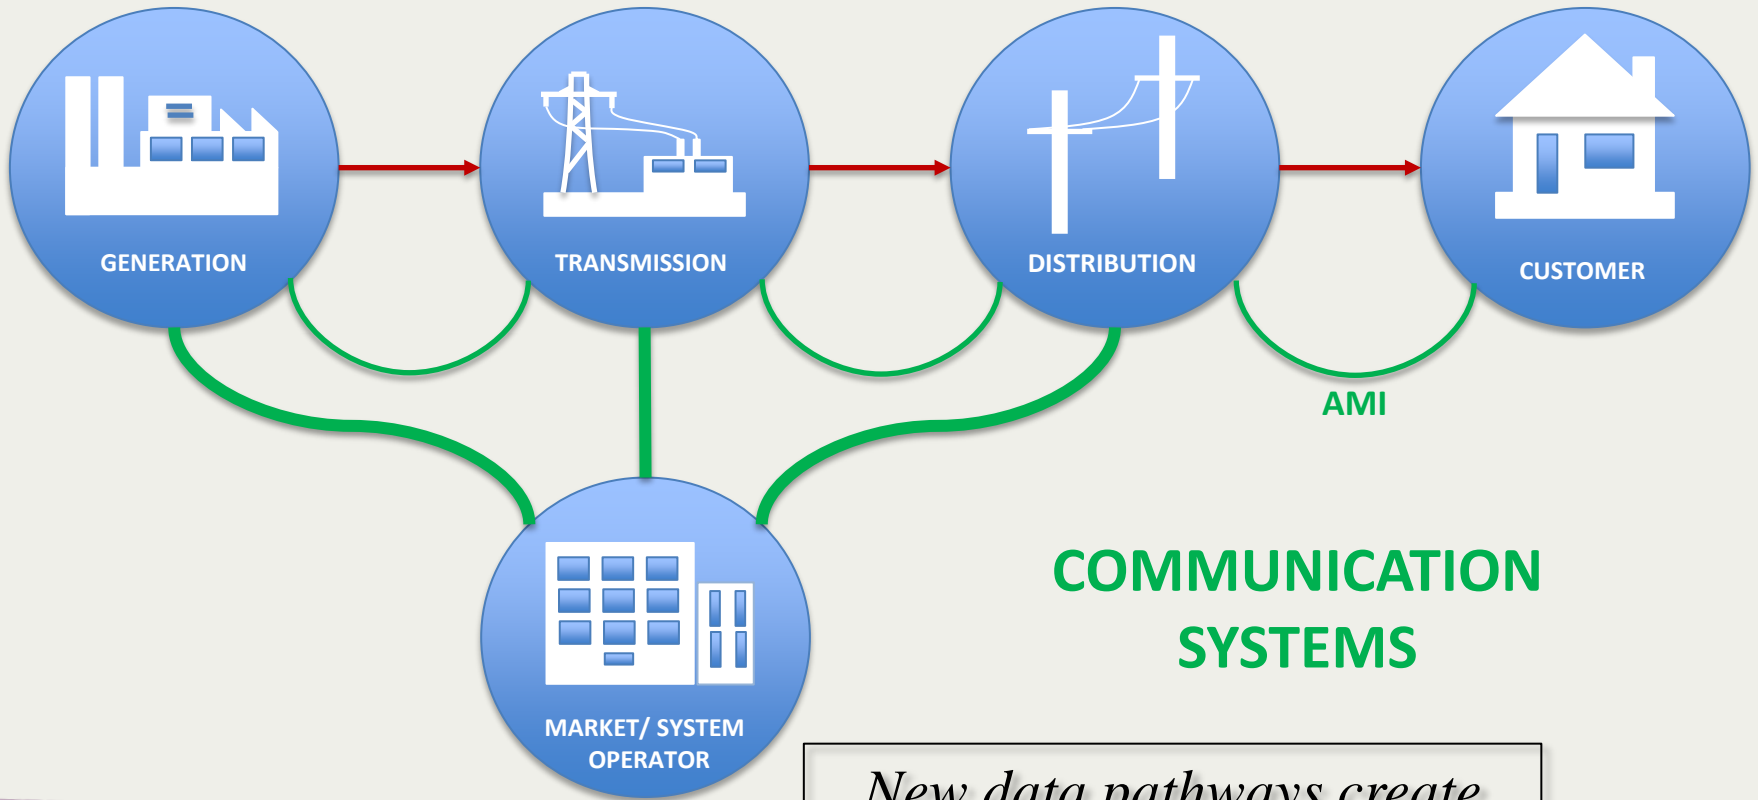 GENERATION
TRANSMISSION
DISTRIBUTION
CUSTOMER
AMI
COMMUNICATION
SYSTEMS
MARKET/ SYSTEM
OPERATOR
New data pathways create